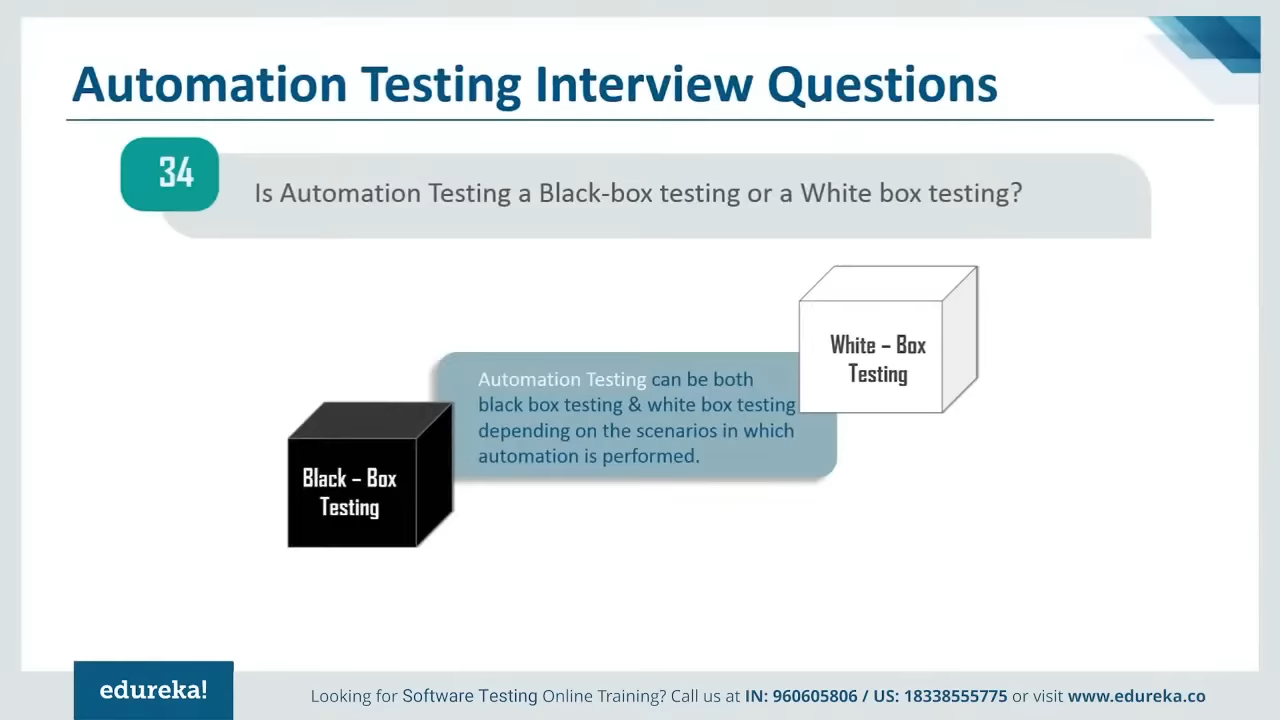 Automation Testing Interview Questions
34
Is Automation Testing a Black-box testing or a White box testing?
White – Box
Testing
Automation Testing can be both
black box testing & white box testing
depending on the scenarios in which
automation is performed.
Black – Box
Testing
edureka!
Looking for Software Testing Online Training? Call us at IN: 960605806 / US: 18338555775 or visit www.edureka.co